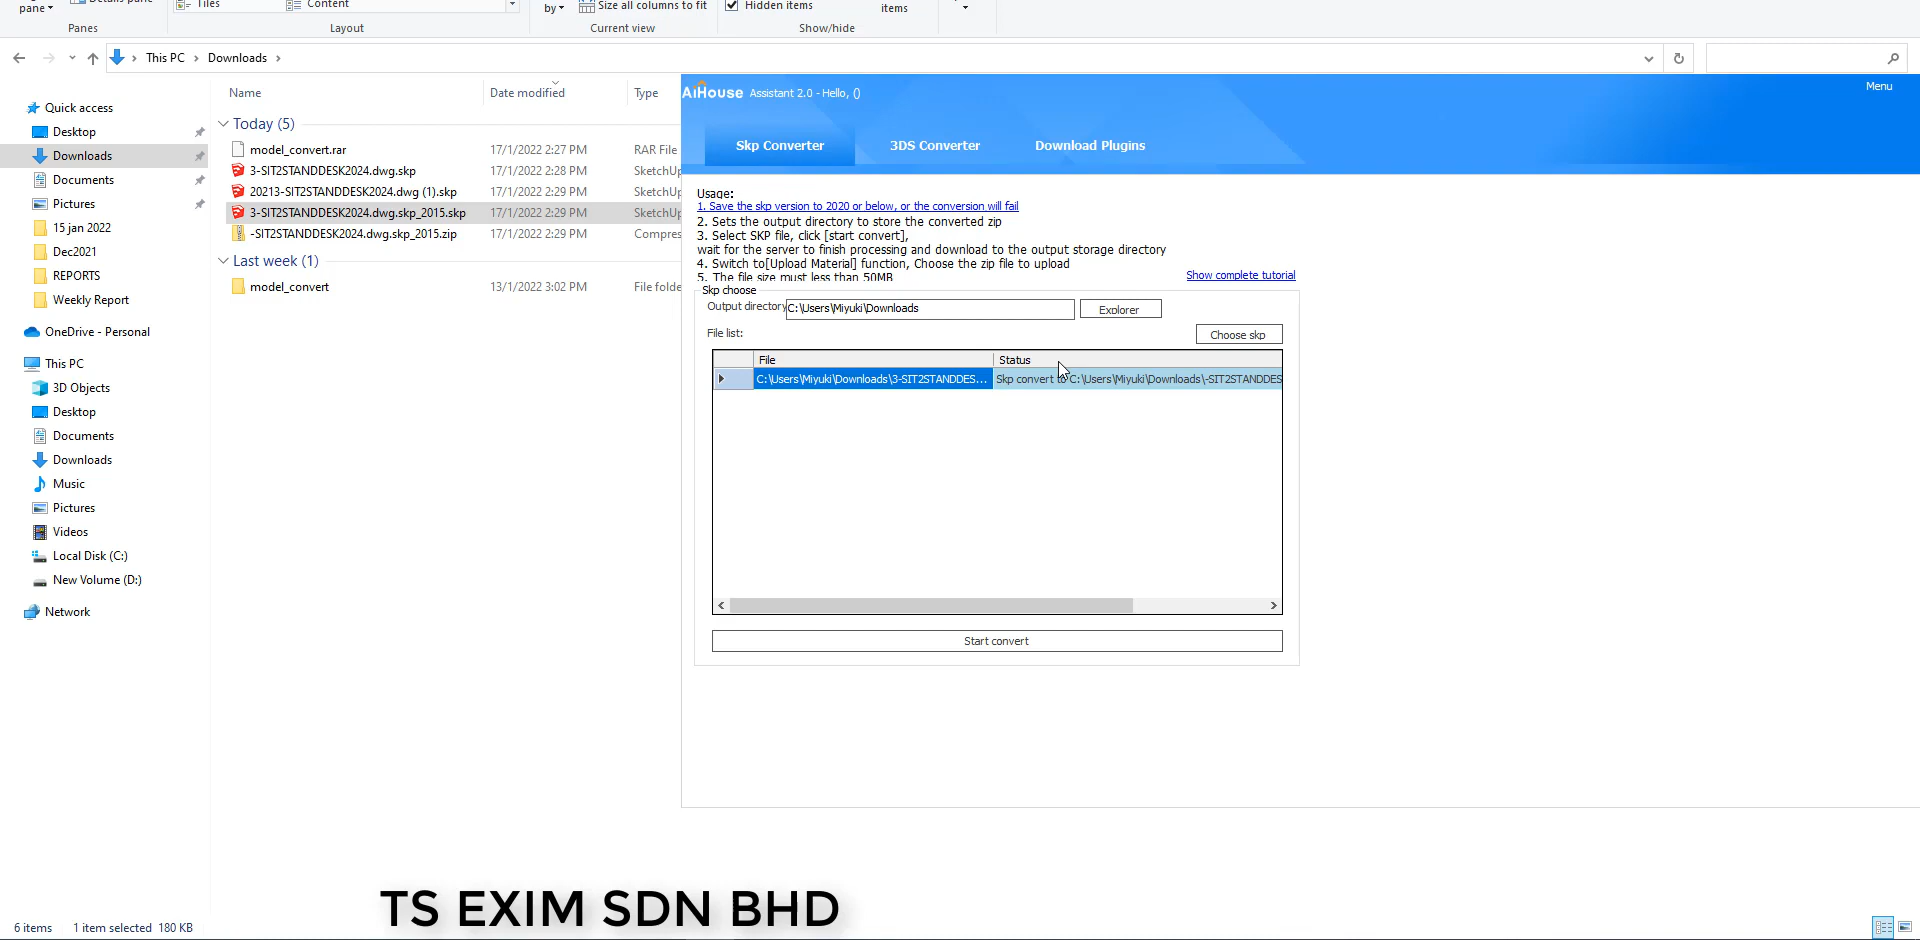 pane
Details pane
Tiles
Content
by
Size all columns to fit
Hidden items
items
Panes
Layout
Current view
Show/hide
This PC
Downloads
Name
Date modified
Type
Quick access
Desktop
Downloads
Documents
Pictures
15 jan 2022
Dec2021
REPORTS
Weekly Report
OneDrive - Personal
This PC
3D Objects
Desktop
Documents
Downloads
Music
Pictures
Videos
Local Disk (C:)
New Volume (D:)
Network
Today (5)
model_convert.rar 17/1/2022 2:27 PM RAR File
3-SIT2STANDDESK2024.dwg.skp 17/1/2022 2:28 PM SketchUp
20213-SIT2STANDDESK2024.dwg (1).skp 17/1/2022 2:29 PM SketchUp
3-SIT2STANDDESK2024.dwg.skp_2015.skp 17/1/2022 2:29 PM SketchUp
-SIT2STANDDESK2024.dwg.skp_2015.zip 17/1/2022 2:29 PM Compres
Last week (1)
model_convert 13/1/2022 3:02 PM File folde
AiHouse Assistant 2.0 - Hello, ()
Menu
Skp Converter
3DS Converter
Download Plugins
Usage:
1. Save the skp version to 2020 or below, or the conversion will fail
2. Sets the output directory to store the converted zip
3. Select SKP file, click [start convert],
wait for the server to finish processing and download to the output storage directory
4. Switch to[Upload Material] function, Choose the zip file to upload
5. The file size must less than 50MB
Show complete tutorial
Skp choose
Output directory C:\Users\Miyuki\Downloads
Explorer
File list:
Choose skp
File
Status
C:\Users\Miyuki\Downloads\3-SIT2STANDDES...
Skp convert to C:\Users\Miyuki\Downloads\-SIT2STANDDES
Start convert
TS EXIM SDN BHD
6 items
1 item selected 180 KB